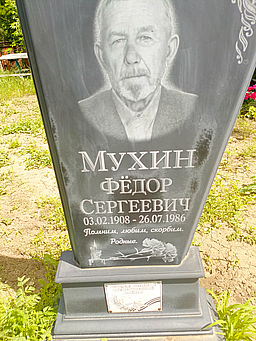 МУХИН
ФЁДОР
СЕРГЕЕВИЧ
03.02.1908 - 26.07.1986
Помним, любим, скорбим.
Родные.